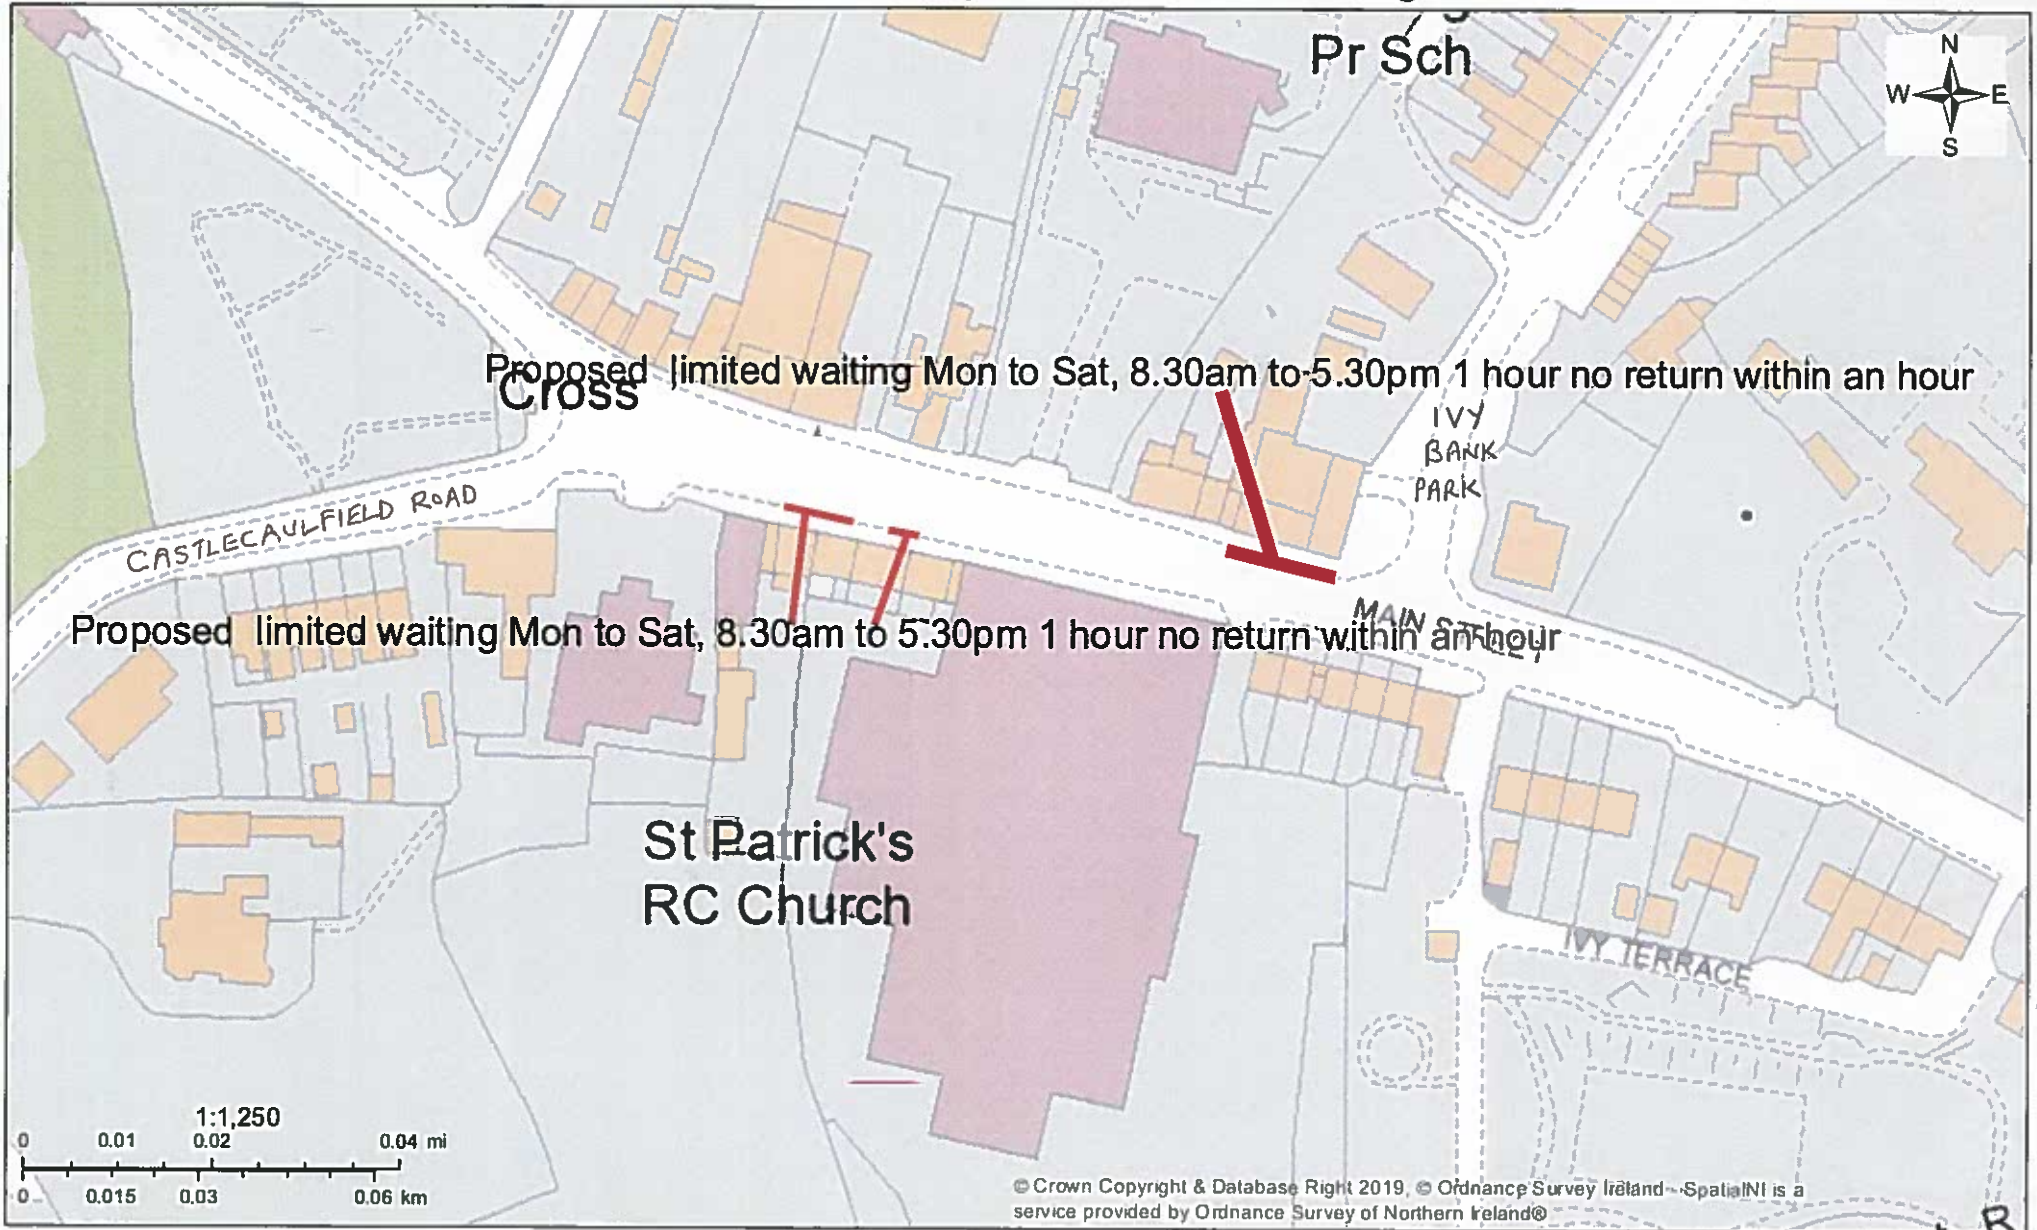 Pr Sch
N
W E
S
Proposed limited waiting Mon to Sat, 8.30am to 5.30pm 1 hour no return within an hour
Cross
IVY
BANK
PARK
CASTLECAULFIELD ROAD
MAIN
Proposed limited waiting Mon to Sat, 8.30am to 5.30pm 1 hour no return within an hour
St Patrick's
RC Church
IVY TERRACE
1:1,250
0 0.01 0.02 0.04 mi
0 0.015 0.03 0.06 km
© Crown Copyright & Database Right 2019, © Ordnance Survey Ireland - SpatialNI is a
service provided by Ordnance Survey of Northern Ireland®
R